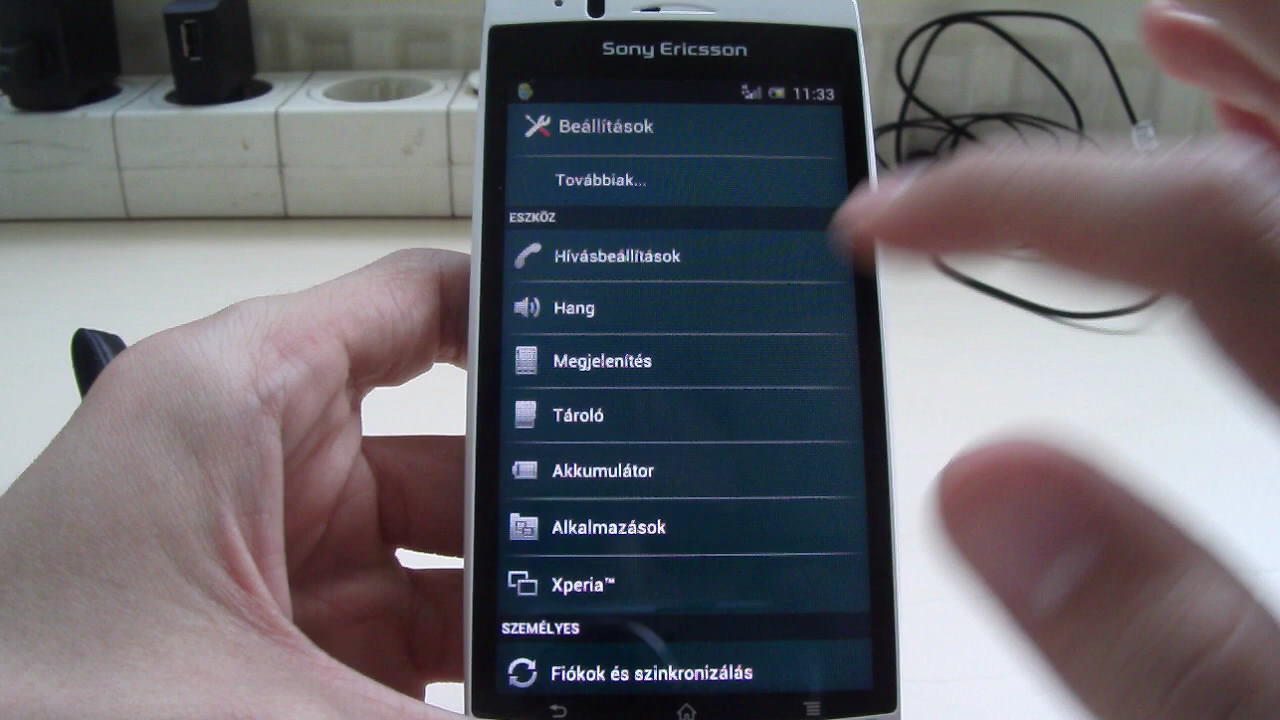 Sony Ericsson
11:33
Beállítások
Továbbiak...
ESZKÖZ
Hívásbeállítások
Hang
Megjelenítés
Tároló
Akkumulátor
Alkalmazások
Xperia™
SZEMÉLYES
Fiókok és szinkronizálás